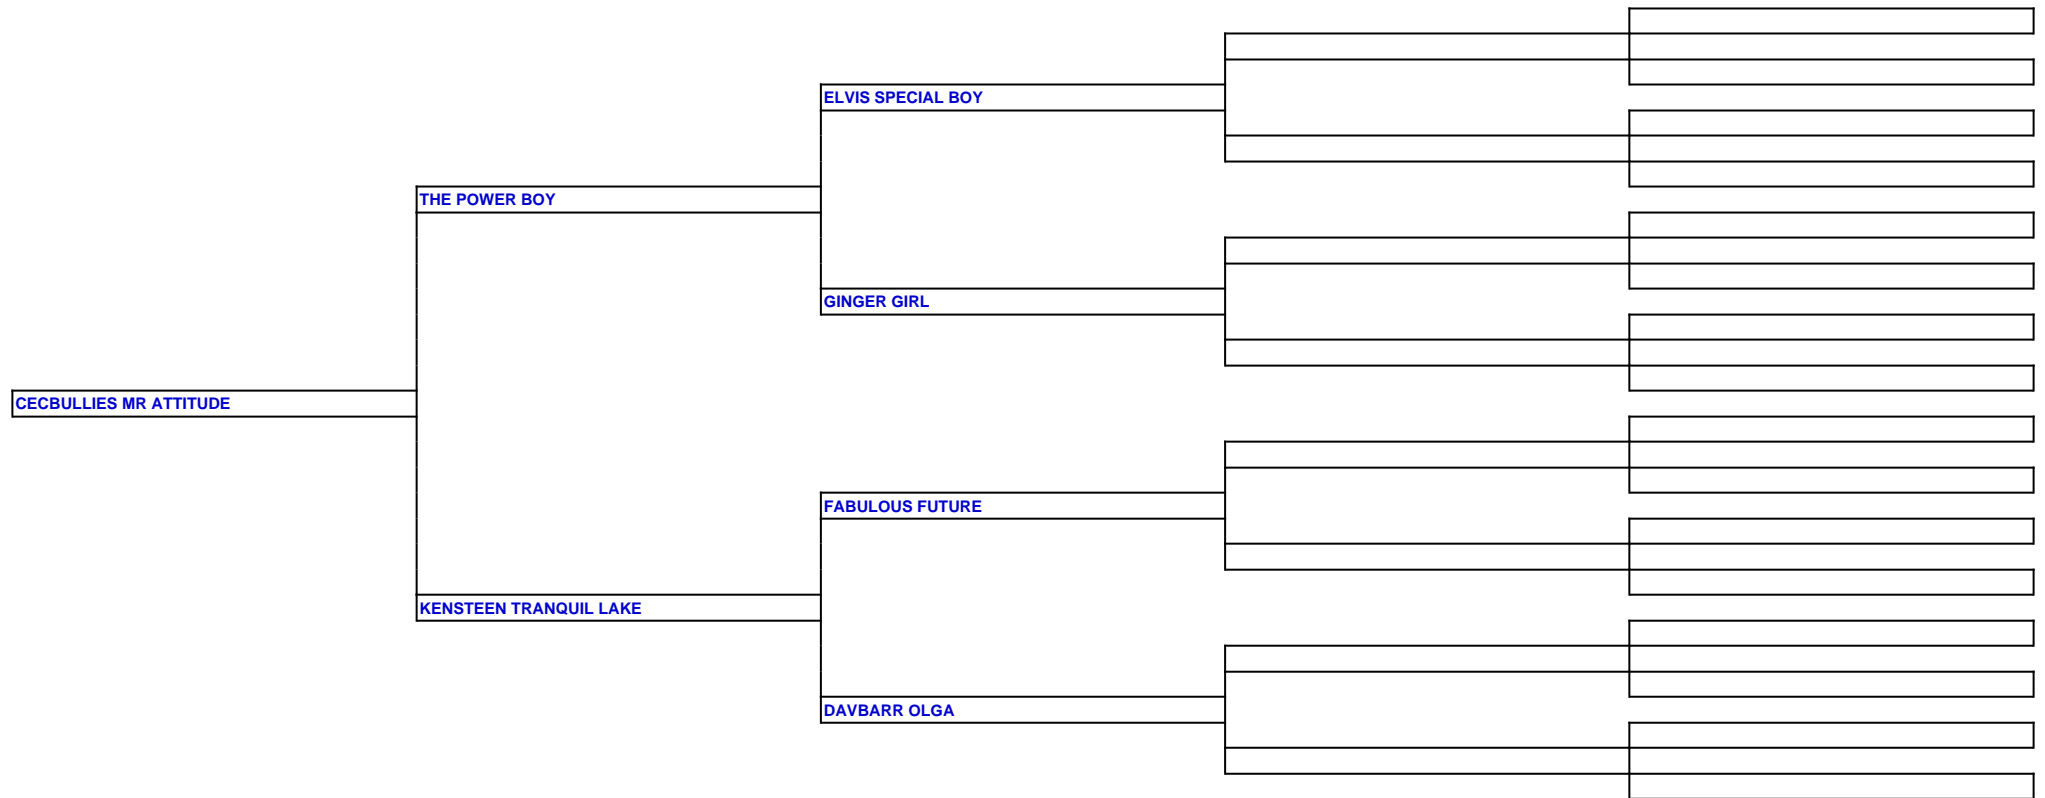 ELVIS SPECIAL BOY
THE POWER BOY
GINGER GIRL
CECBULLIES MR ATTITUDE
FABULOUS FUTURE
KENSTEEN TRANQUIL LAKE
DAVBARR OLGA